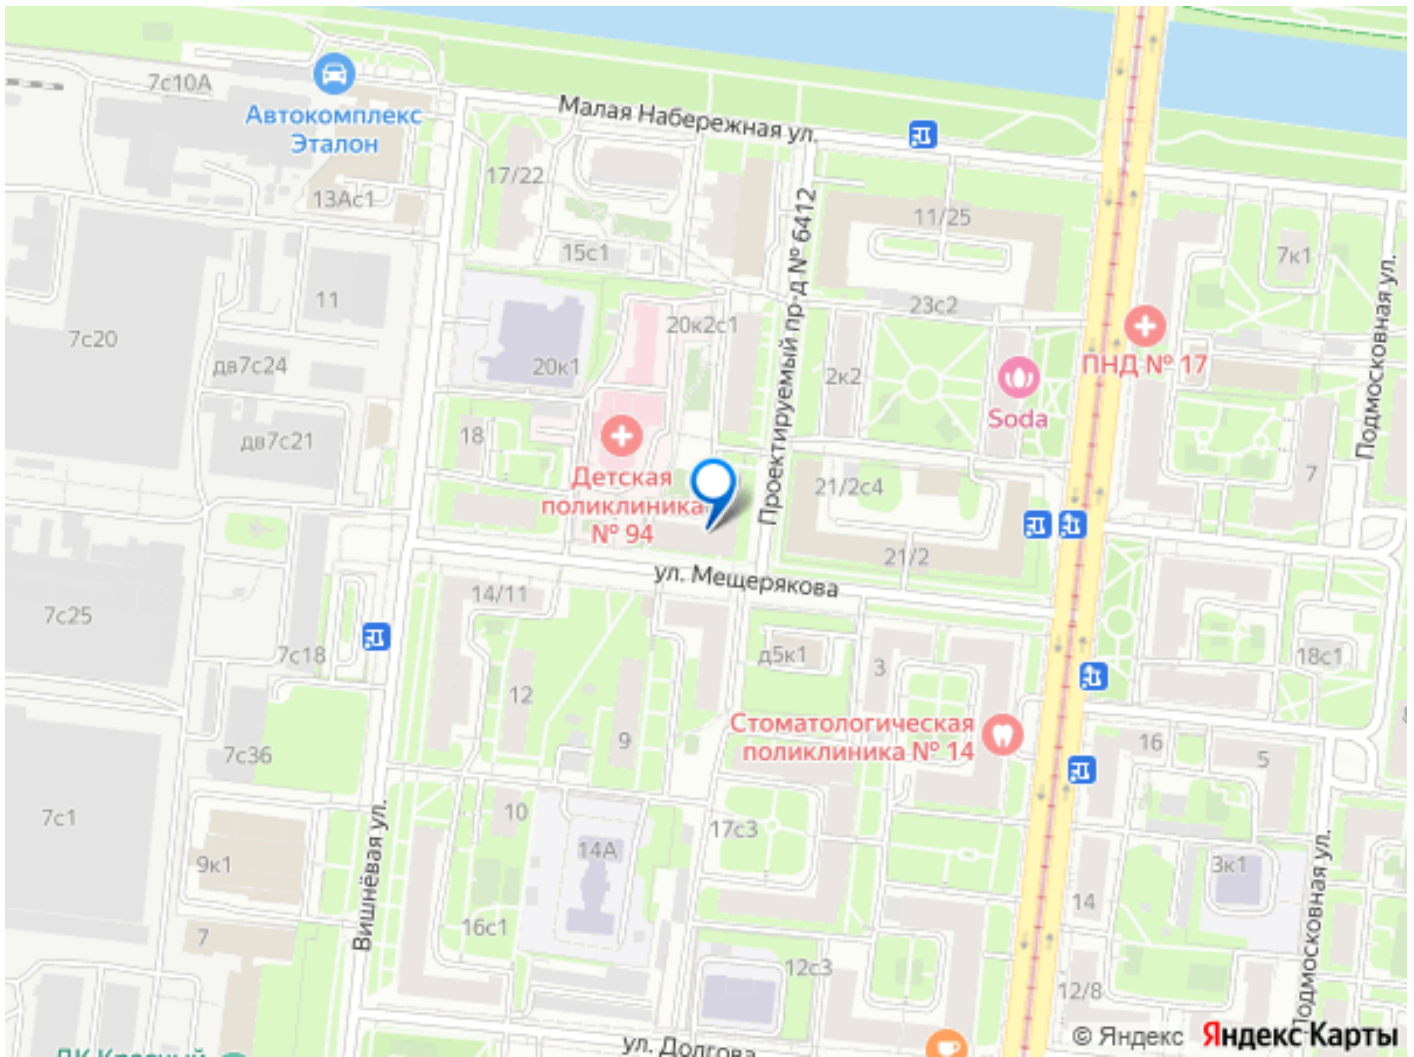 7с10А
Автокомплекс
Эталон
Малая Набережная ул.
17/22
13Ас1
11/25
15с1
7к1
Проектируемый пр-д № 6412
Подмосковная ул.
11
23с2
7с20
20к2с1
ПНД № 17
дв7с24
20к1
2к2
Soda
дв7с21
18
Детская
поликлиника
№ 94
21/2с4
7
21/2
ул. Мещерякова
14/11
7с25
7с18
д5к1
3
18с1
12
9
Стоматологическая
поликлиника № 14
7с36
16
5
7с1
10
17с3
Вишнёвая ул.
14А
9к1
3к1
Подмосковная ул.
14
16с1
7
12с3
12/8
ул. Долгова
© Яндекс Яндекс Карты